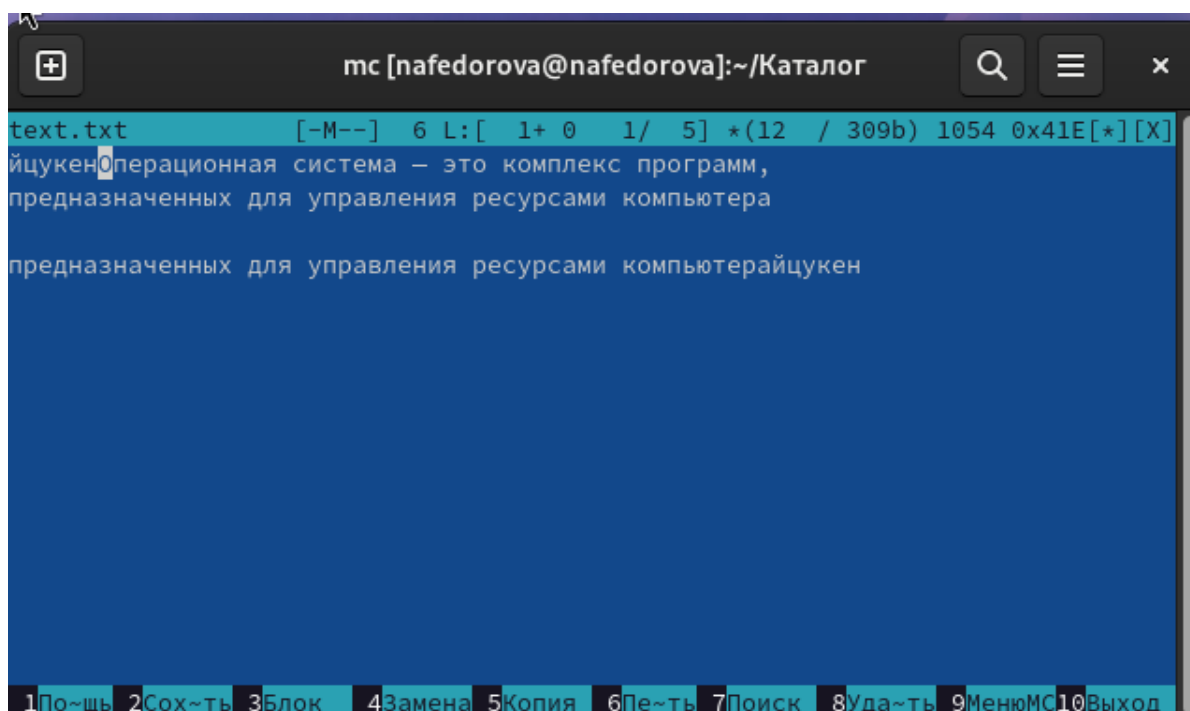 mc [nafedorova@nafedorova]:~/Каталог
text.txt [-M--] 6 L:[ 1+ 0 1/ 5] *(12 / 309b) 1054 0x41E[*][X]
йцукенОперационная система — это комплекс программ,
предназначенных для управления ресурсами компьютера
предназначенных для управления ресурсами компьютерайцукен
1По~щь 2Сох~ть 3Блок 4Замена 5Копия 6Пе~ть 7Поиск 8Уда~ть 9МенюMC10Выход